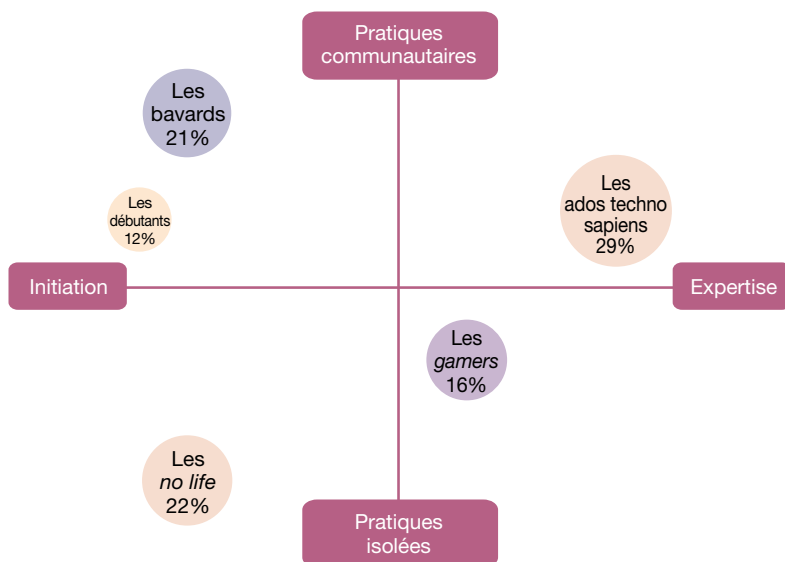 Pratiques
communautaires
Les
bavards
21%
Les
ados techno
sapiens
29%
Les
débutants
12%
Initiation
Expertise
Les
gamers
16%
Les
no life
22%
Pratiques
isolées